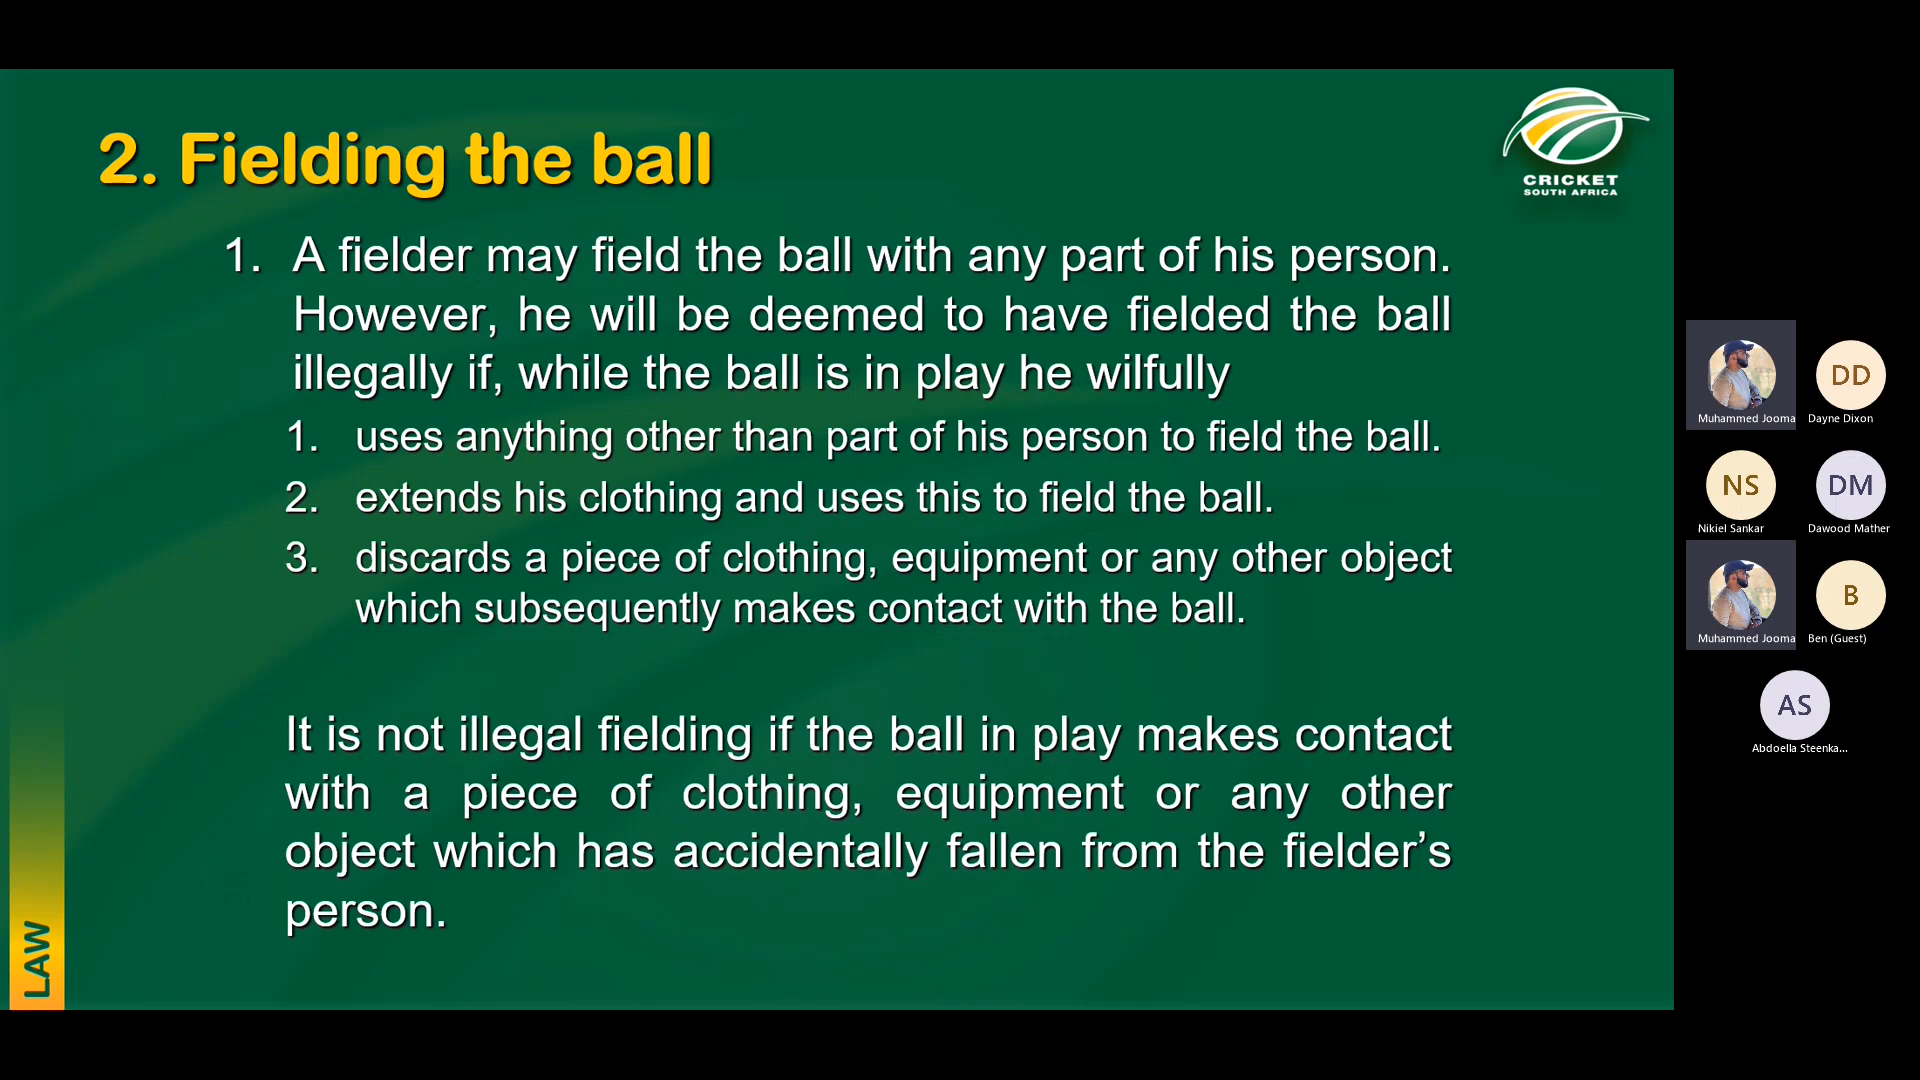 2. Fielding the ball
CRICKET
SOUTH AFRICA
1. A fielder may field the ball with any part of his person.
However, he will be deemed to have fielded the ball
illegally if, while the ball is in play he wilfully
1. uses anything other than part of his person to field the ball.
2. extends his clothing and uses this to field the ball.
3. discards a piece of clothing, equipment or any other object
which subsequently makes contact with the ball.
It is not illegal fielding if the ball in play makes contact
with a piece of clothing, equipment or any other
object which has accidentally fallen from the fielder’s
person.
LAW
Muhammed Jooma
DD
Dayne Dixon
NS
Nikiel Sankar
DM
Dawood Mather
Muhammed Jooma
B
Ben (Guest)
AS
Abdoella Steenka...